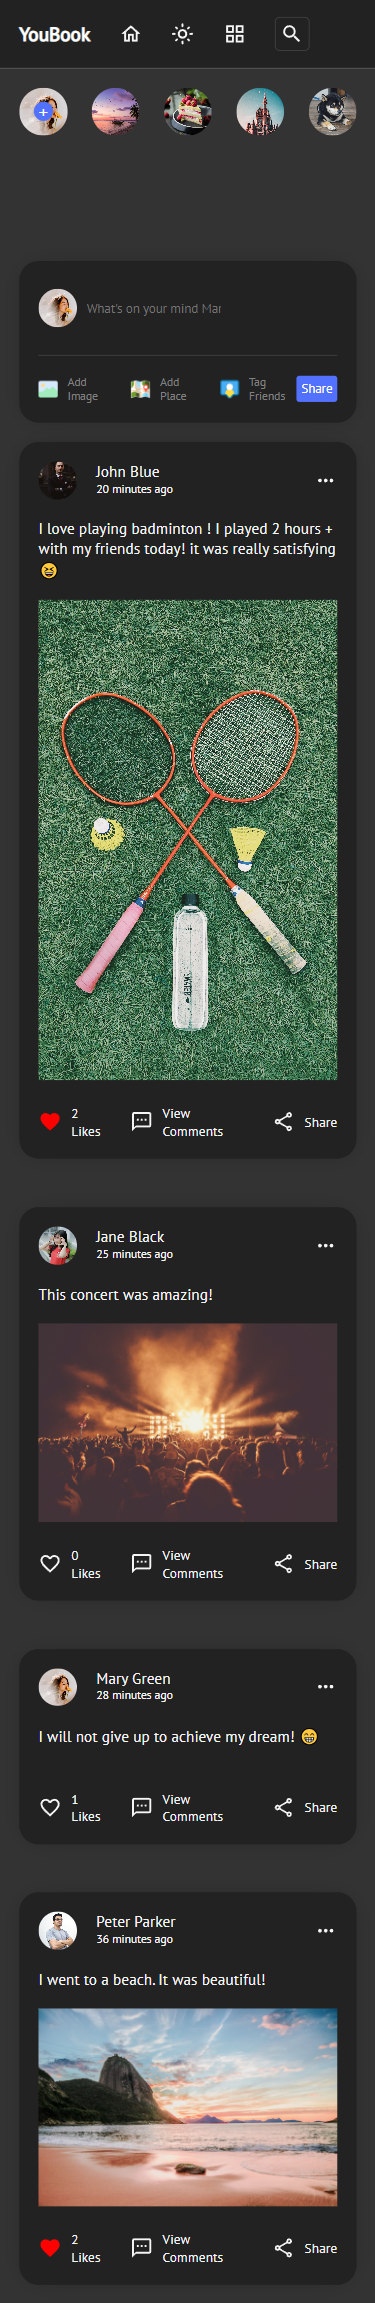 YouBook
What's on your mind Mar
Add
Image
Add
Place
Tag
Friends
Share
John Blue
20 minutes ago
I love playing badminton ! I played 2 hours +
with my friends today! it was really satisfying
😆
2
Likes
View
Comments
Share
Jane Black
25 minutes ago
This concert was amazing!
0
Likes
View
Comments
Share
Mary Green
28 minutes ago
I will not give up to achieve my dream! 😁
1
Likes
View
Comments
Share
Peter Parker
36 minutes ago
I went to a beach. It was beautiful!
2
Likes
View
Comments
Share